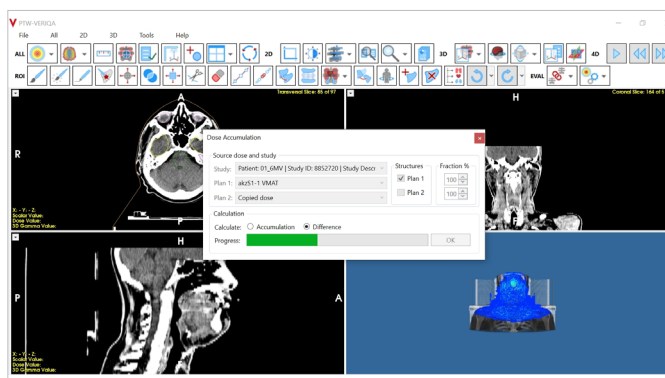 PTW-VERIQA
File All 2D 3D Tools Help
ALL 2D 3D 4D
ROI EVAL
Transversal Slice: 85 of 97
Coronal Slice: 164 of
A
H
R
P
F
Dose Accumulation
Source dose and study
Study: Patient: 01_6MV | Study ID: 8852720 | Study Descr
Structures Fraction %
Plan 1: akzS1-1 VMAT
Plan 1 100
Plan 2: Copied dose
Plan 2 100
Calculation
Calculate: Accumulation Difference
Progress: OK
X: - Y: - Z:
Scalar Value:
Dose Value:
3D Gamma Value:
H
P
A
X: - Y: - Z:
Scalar Value:
Dose Value:
3D Gamma Value: